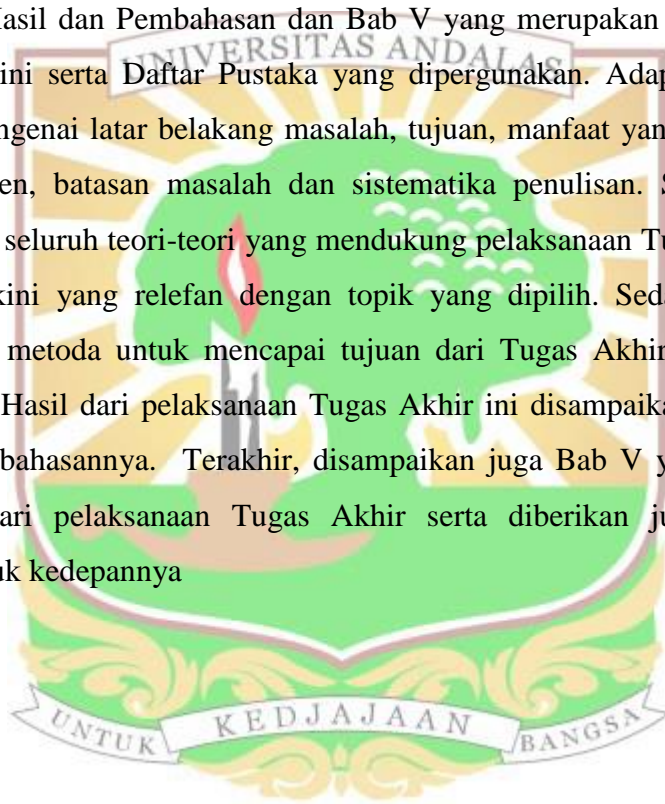 Hasil dan Pembahasan dan Bab V yang merupakan
UNIVERSITAS ANDALAS
ini serta Daftar Pustaka yang dipergunakan. Adap
ngenai latar belakang masalah, tujuan, manfaat yan
en, batasan masalah dan sistematika penulisan. S
seluruh teori-teori yang mendukung pelaksanaan Tu
kini yang relefan dengan topik yang dipilih. Seda
metoda untuk mencapai tujuan dari Tugas Akhir
Hasil dari pelaksanaan Tugas Akhir ini disampaika
bahasannya. Terakhir, disampaikan juga Bab V y
ari pelaksanaan Tugas Akhir serta diberikan ju
uk kedepannya
UNTUK KEDJAJAAN BANGSA